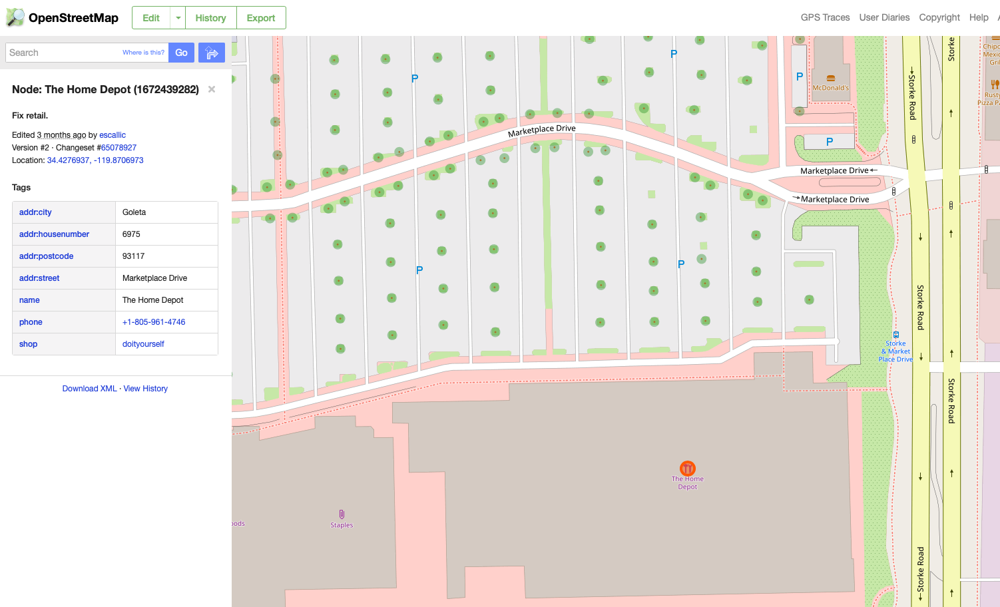 OpenStreetMap
Edit
History
Export
GPS Traces
User Diaries
Copyright
Help
Search
Where is this?
Go
Node: The Home Depot (1672439282)
×
Fix retail.
Edited 3 months ago by escallic
Version #2 · Changeset #65078927
Location: 34.4276937, -119.8706973
Tags
addr:city Goleta
addr:housenumber 6975
addr:postcode 93117
addr:street Marketplace Drive
name The Home Depot
phone +1-805-961-4746
shop doityourself
Download XML · View History
P
P
P
P
P
P
McDonald's
Marketplace Drive
Marketplace Drive
Marketplace Drive
Storke Road
Storke
Storke Road
Storke Road
Storke Road
Storke
& Market
Place Drive
The Home
Depot
Staples
oods
Chipo
Mexic
Gril
Rusty
Pizza Pa